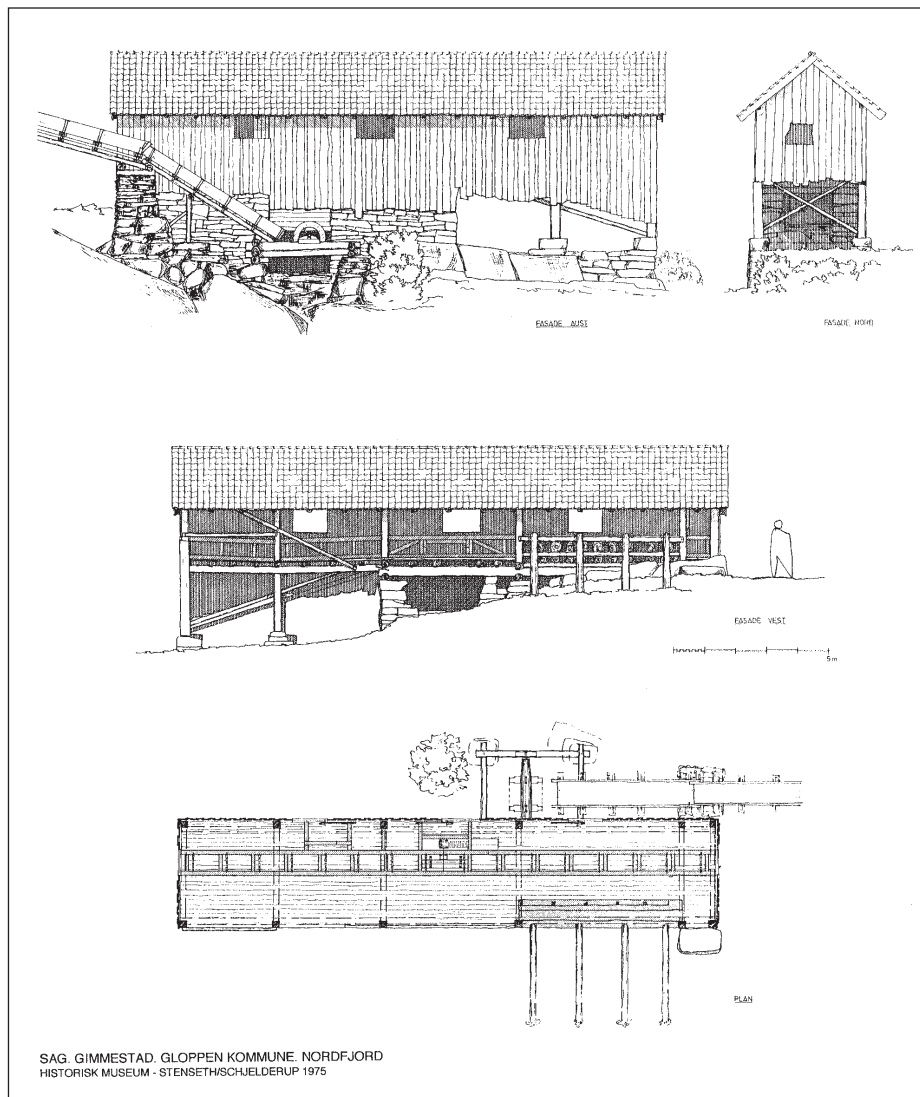 FASADE AUST
FASADE NORD
FASADE VEST
5m
PLAN
SAG. GIMMESTAD. GLOPPEN KOMMUNE. NORDFJORD
HISTORISK MUSEUM - STENSETH/SCHJELDERUP 1975